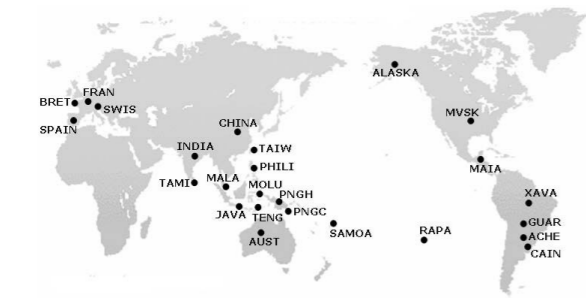 ALASKA
FRAN
BRET
SWIS
MVSK
SPAIN
CHINA
INDIA
TAIW
PHILI
MAIA
TAMI
MALA
MOLU
PNGH
XAVA
JAVA
TENG
PNGC
GUAR
SAMOA
RAPA
AUST
ACHE
CAIN